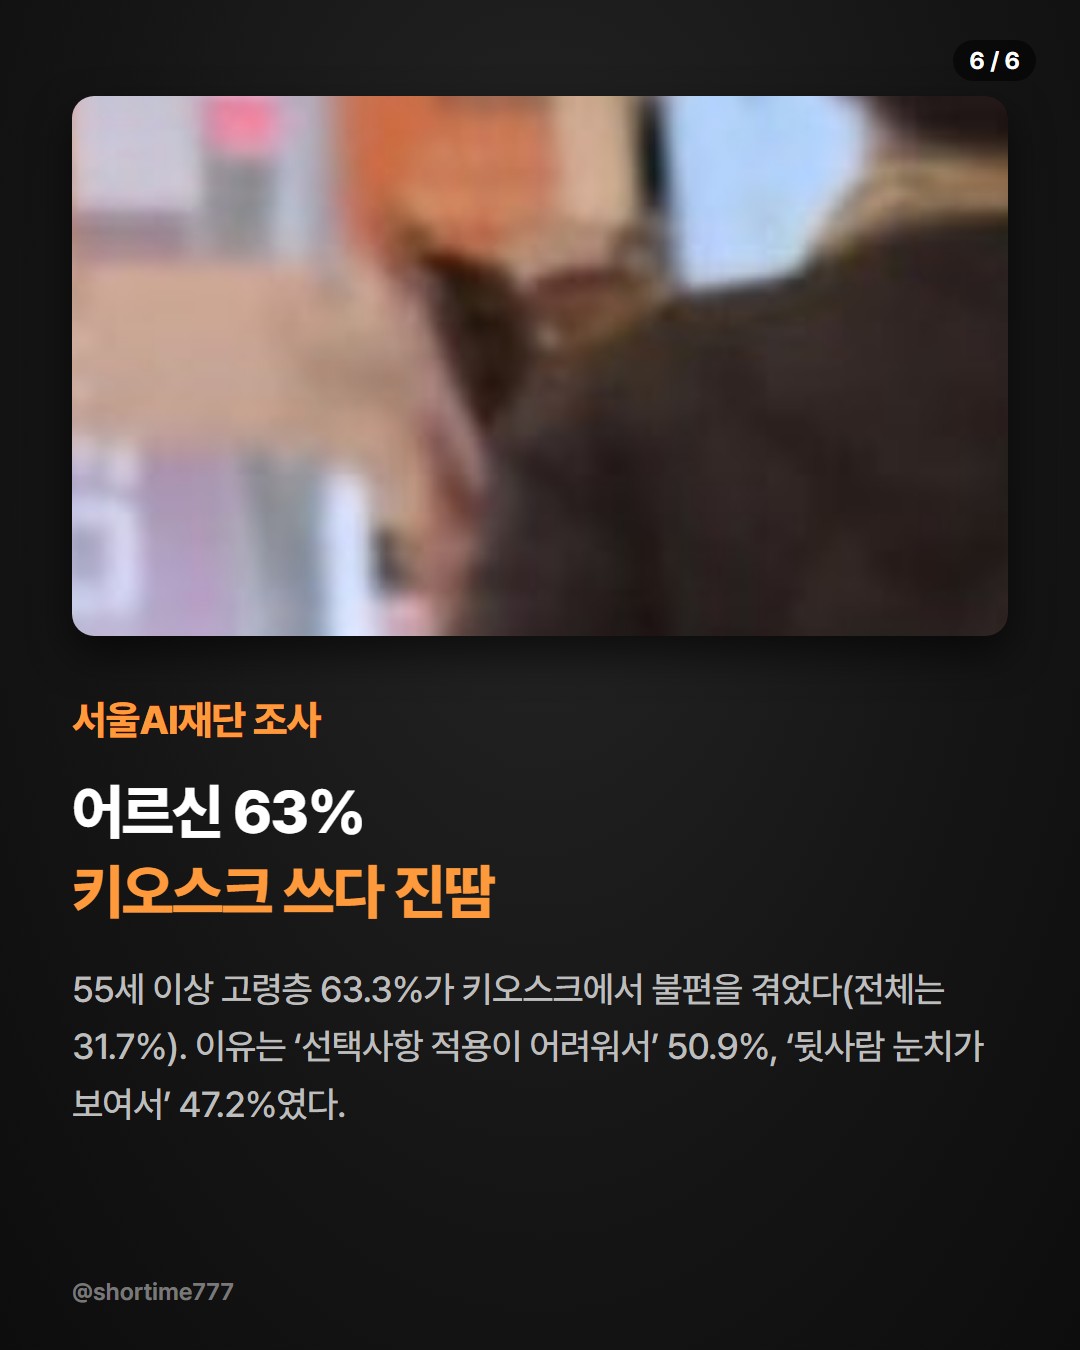 6 / 6
서울AI재단 조사
어르신 63%
키오스크 쓰다 진땀
55세 이상 고령층 63.3%가 키오스크에서 불편을 겪었다(전체는
31.7%). 이유는 ‘선택사항 적용이 어려워서’ 50.9%, ‘뒷사람 눈치가
보여서’ 47.2%였다.
@shortime777